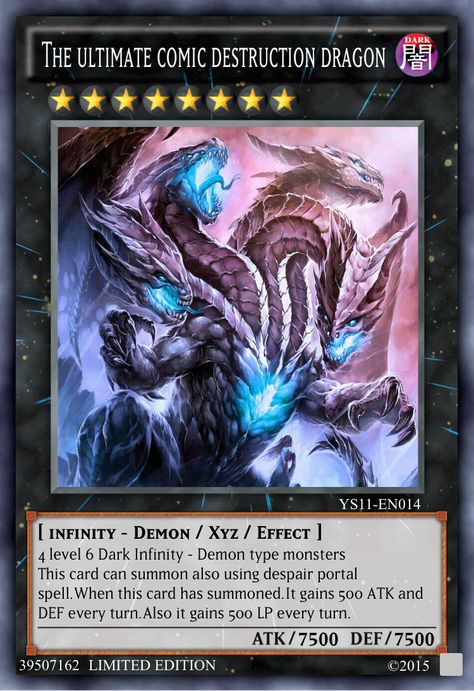 THE ULTIMATE COMIC DESTRUCTION DRAGON
DARK
闇
YS11-EN014
[ INFINITY - DEMON / XYZ / EFFECT ]
4 level 6 Dark Infinity - Demon type monsters
This card can summon also using despair portal
spell.When this card has summoned.It gains 500 ATK and
DEF every turn.Also it gains 500 LP every turn.
ATK/7500 DEF/7500
39507162 LIMITED EDITION ©2015